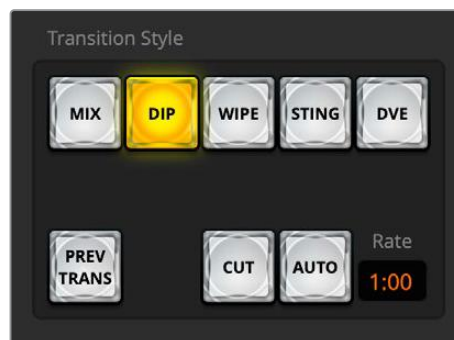 Transition Style
MIX DIP WIPE STING DVE
PREV
TRANS
CUT AUTO
Rate
1:00